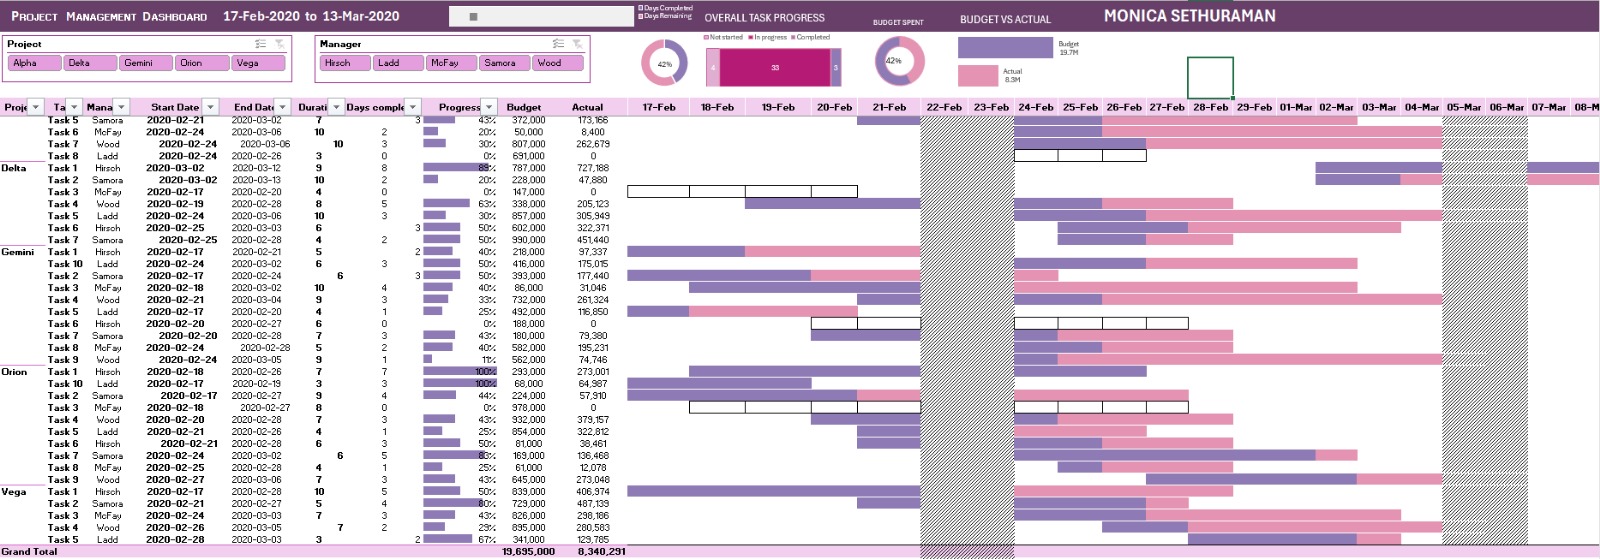 PROJECT MANAGEMENT DASHBOARD 17-Feb-2020 to 13-Mar-2020
Days Completed
Days Remaining
OVERALL TASK PROGRESS
BUDGET SPENT
BUDGET VS ACTUAL
MONICA SETHURAMAN
Project
Alpha Delta Gemini Orion Vega
Manager
Hirsch Ladd McFay Samora Wood
42%
Not started In progress Completed
4 33 3
42%
Budget
19.7M
Actual
8.3M
Proje Ta Mana Start Date End Date Durati Days comple Progress Budget Actual 17-Feb 18-Feb 19-Feb 20-Feb 21-Feb 22-Feb 23-Feb 24-Feb 25-Feb 26-Feb 27-Feb 28-Feb 29-Feb 01-Mar 02-Mar 03-Mar 04-Mar 05-Mar 06-Mar 07-Mar 08-M
Task 5 Samora 2020-02-21 2020-03-02 7 3 43% 372,000 173,166
Task 6 McFay 2020-02-24 2020-03-06 10 2 20% 50,000 8,400
Task 7 Wood 2020-02-24 2020-03-06 10 3 30% 807,000 262,679
Task 8 Ladd 2020-02-24 2020-02-26 3 0 0% 691,000 0
Delta Task 1 Hirsch 2020-03-02 2020-03-12 9 8 89% 787,000 727,188
Task 2 Samora 2020-03-02 2020-03-13 10 2 20% 228,000 47,880
Task 3 McFay 2020-02-17 2020-02-20 4 0 0% 147,000 0
Task 4 Wood 2020-02-19 2020-02-28 8 5 63% 338,000 205,123
Task 5 Ladd 2020-02-24 2020-03-06 10 3 30% 857,000 305,949
Task 6 Hirsch 2020-02-25 2020-03-03 6 3 50% 602,000 322,371
Task 7 Samora 2020-02-25 2020-02-28 4 2 50% 990,000 451,440
Gemini Task 1 Hirsch 2020-02-17 2020-02-21 5 2 40% 218,000 97,337
Task 10 Ladd 2020-02-24 2020-03-02 6 3 50% 416,000 175,015
Task 2 Samora 2020-02-17 2020-02-24 6 3 50% 393,000 177,440
Task 3 McFay 2020-02-18 2020-03-02 10 4 40% 86,000 31,046
Task 4 Wood 2020-02-21 2020-03-04 9 3 33% 732,000 261,324
Task 5 Ladd 2020-02-17 2020-02-20 4 1 25% 492,000 116,850
Task 6 Hirsch 2020-02-20 2020-02-27 6 0 0% 188,000 0
Task 7 Samora 2020-02-20 2020-02-28 7 3 43% 180,000 79,380
Task 8 McFay 2020-02-24 2020-02-28 5 2 40% 582,000 195,231
Task 9 Wood 2020-02-24 2020-03-05 9 1 11% 562,000 74,746
Orion Task 1 Hirsch 2020-02-18 2020-02-26 7 7 100% 293,000 273,001
Task 10 Ladd 2020-02-17 2020-02-19 3 3 100% 68,000 64,987
Task 2 Samora 2020-02-17 2020-02-27 9 4 44% 224,000 57,910
Task 3 McFay 2020-02-18 2020-02-27 8 0 0% 978,000 0
Task 4 Wood 2020-02-20 2020-02-28 7 3 43% 932,000 379,157
Task 5 Ladd 2020-02-21 2020-02-26 4 1 25% 854,000 322,812
Task 6 Hirsch 2020-02-21 2020-02-28 6 3 50% 81,000 38,461
Task 7 Samora 2020-02-24 2020-03-02 6 5 83% 169,000 136,468
Task 8 McFay 2020-02-25 2020-02-28 4 1 25% 61,000 12,078
Task 9 Wood 2020-02-27 2020-03-06 7 3 43% 645,000 273,048
Vega Task 1 Hirsch 2020-02-17 2020-02-28 10 5 50% 839,000 406,974
Task 2 Samora 2020-02-21 2020-02-27 5 4 80% 729,000 487,139
Task 3 McFay 2020-02-24 2020-03-03 7 3 43% 826,000 298,186
Task 4 Wood 2020-02-26 2020-03-05 7 2 29% 895,000 280,583
Task 5 Ladd 2020-02-28 2020-03-03 3 2 67% 341,000 129,785
Grand Total 19,695,000 8,340,291